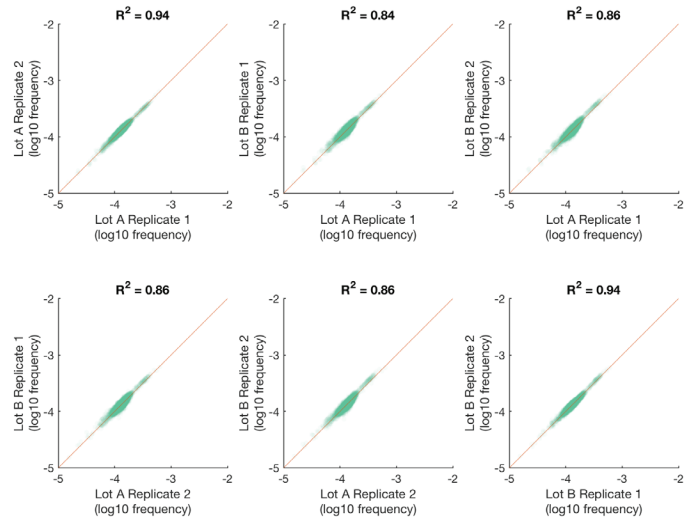 R² = 0.94
-2
-3
-4
-5
Lot A Replicate 2
(log10 frequency)
-5 -4 -3 -2
Lot A Replicate 1
(log10 frequency)
R² = 0.84
-2
-3
-4
-5
Lot B Replicate 1
(log10 frequency)
-5 -4 -3 -2
Lot A Replicate 1
(log10 frequency)
R² = 0.86
-2
-3
-4
-5
Lot B Replicate 2
(log10 frequency)
-5 -4 -3 -2
Lot A Replicate 1
(log10 frequency)
R² = 0.86
-2
-3
-4
-5
Lot B Replicate 1
(log10 frequency)
-5 -4 -3 -2
Lot A Replicate 2
(log10 frequency)
R² = 0.86
-2
-3
-4
-5
Lot B Replicate 2
(log10 frequency)
-5 -4 -3 -2
Lot A Replicate 2
(log10 frequency)
R² = 0.94
-2
-3
-4
-5
Lot B Replicate 2
(log10 frequency)
-5 -4 -3 -2
Lot B Replicate 1
(log10 frequency)